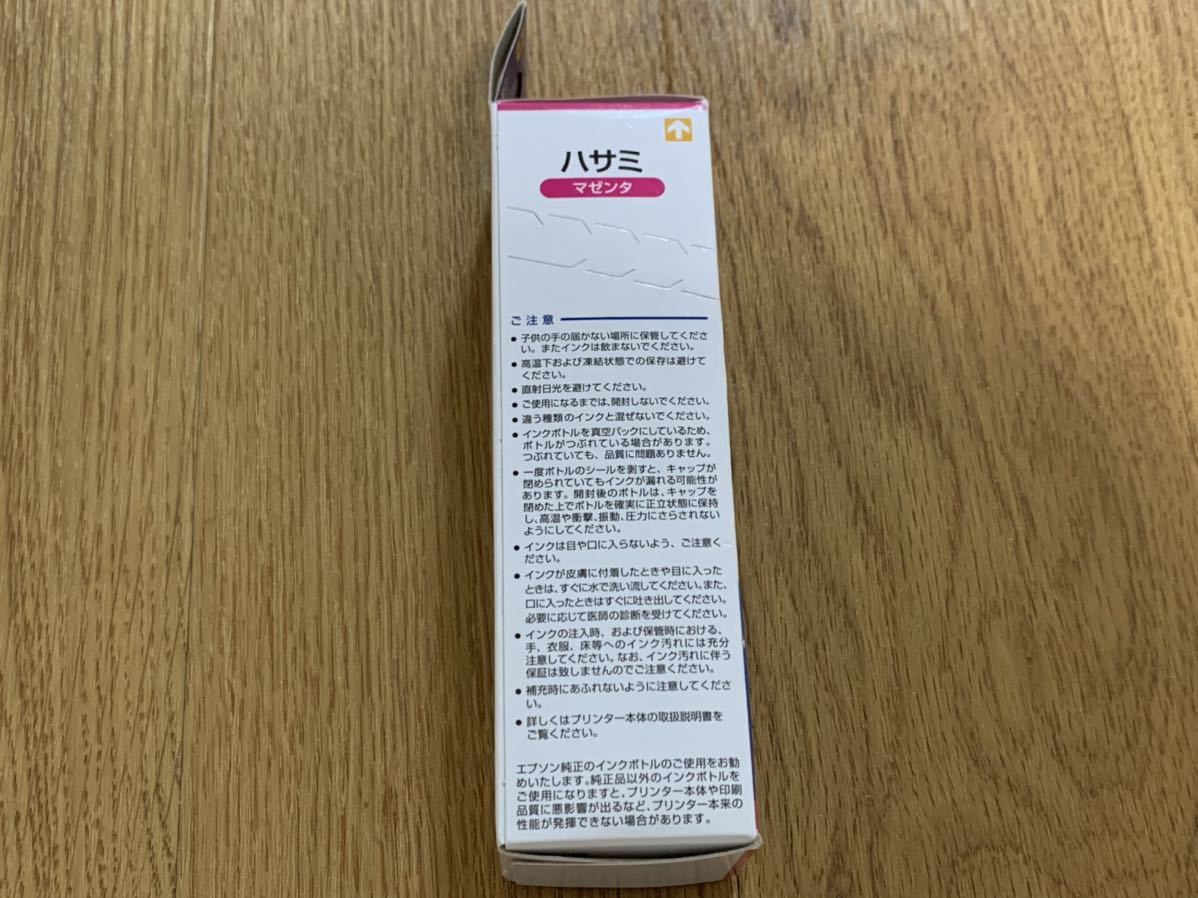 ハサミ
マゼンタ
ご注意
● 子供の手の届かない場所に保管してくださ
い。またインクは飲まないでください。
● 高温下および凍結状態での保存は避けて
ください。
● 直射日光を避けてください。
● ご使用になるまでは、開封しないでください。
● 違う種類のインクと混ぜないでください。
● インクボトルを真空パックにしているため、
ボトルがつぶれている場合があります。
つぶれていても、品質に問題ありません。
● 一度ボトルのシールを剥すと、キャップが
閉められていてもインクが漏れる可能性が
あります。開封後のボトルは、キャップを
閉めた上でボトルを確実に正立状態に保持
し、高温や衝撃、振動、圧力にさらされない
ようにしてください。
● インクは目や口に入らないよう、ご注意く
ださい。
● インクが皮膚に付着したときや目に入った
ときは、すぐに水で洗い流してください。また、
口に入ったときはすぐに吐き出してください。
必要に応じて医師の診断を受けてください。
● インクの注入時、および保管時における、
手、衣服、床等へのインク汚れには充分
注意してください。なお、インク汚れに伴う
保証は致しませんのでご注意ください。
● 補充時にあふれないように注意してくださ
い。
● 詳しくはプリンター本体の取扱説明書を
ご覧ください。
エプソン純正のインクボトルのご使用をお勧
めいたします。純正品以外のインクボトルを
ご使用になりますと、プリンター本体や印刷
品質に悪影響が出るなど、プリンター本来の
性能が発揮できない場合があります。